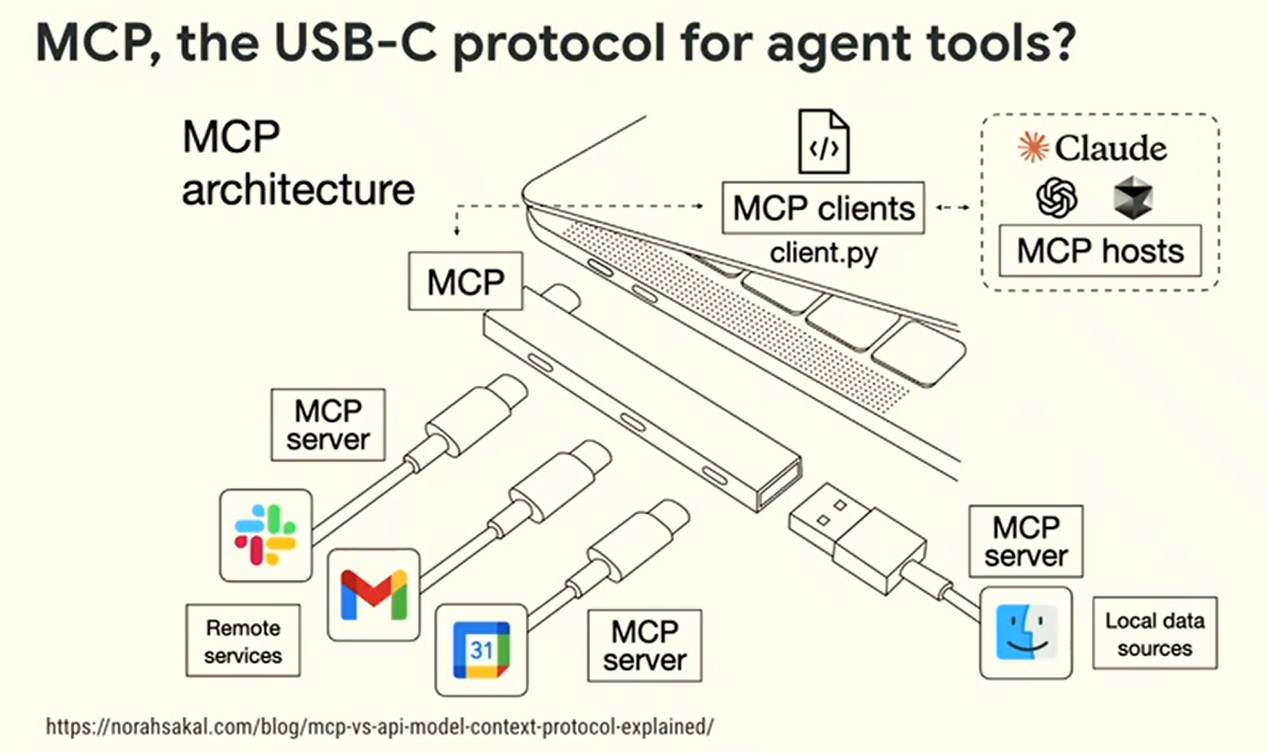 MCP, the USB-C protocol for agent tools?
MCP
architecture
</>
MCP clients
client.py
Claude
MCP hosts
MCP
MCP
server
MCP
server
31
Remote
services
MCP
server
Local data
sources
https://norahsakal.com/blog/mcp-vs-api-model-context-protocol-explained/